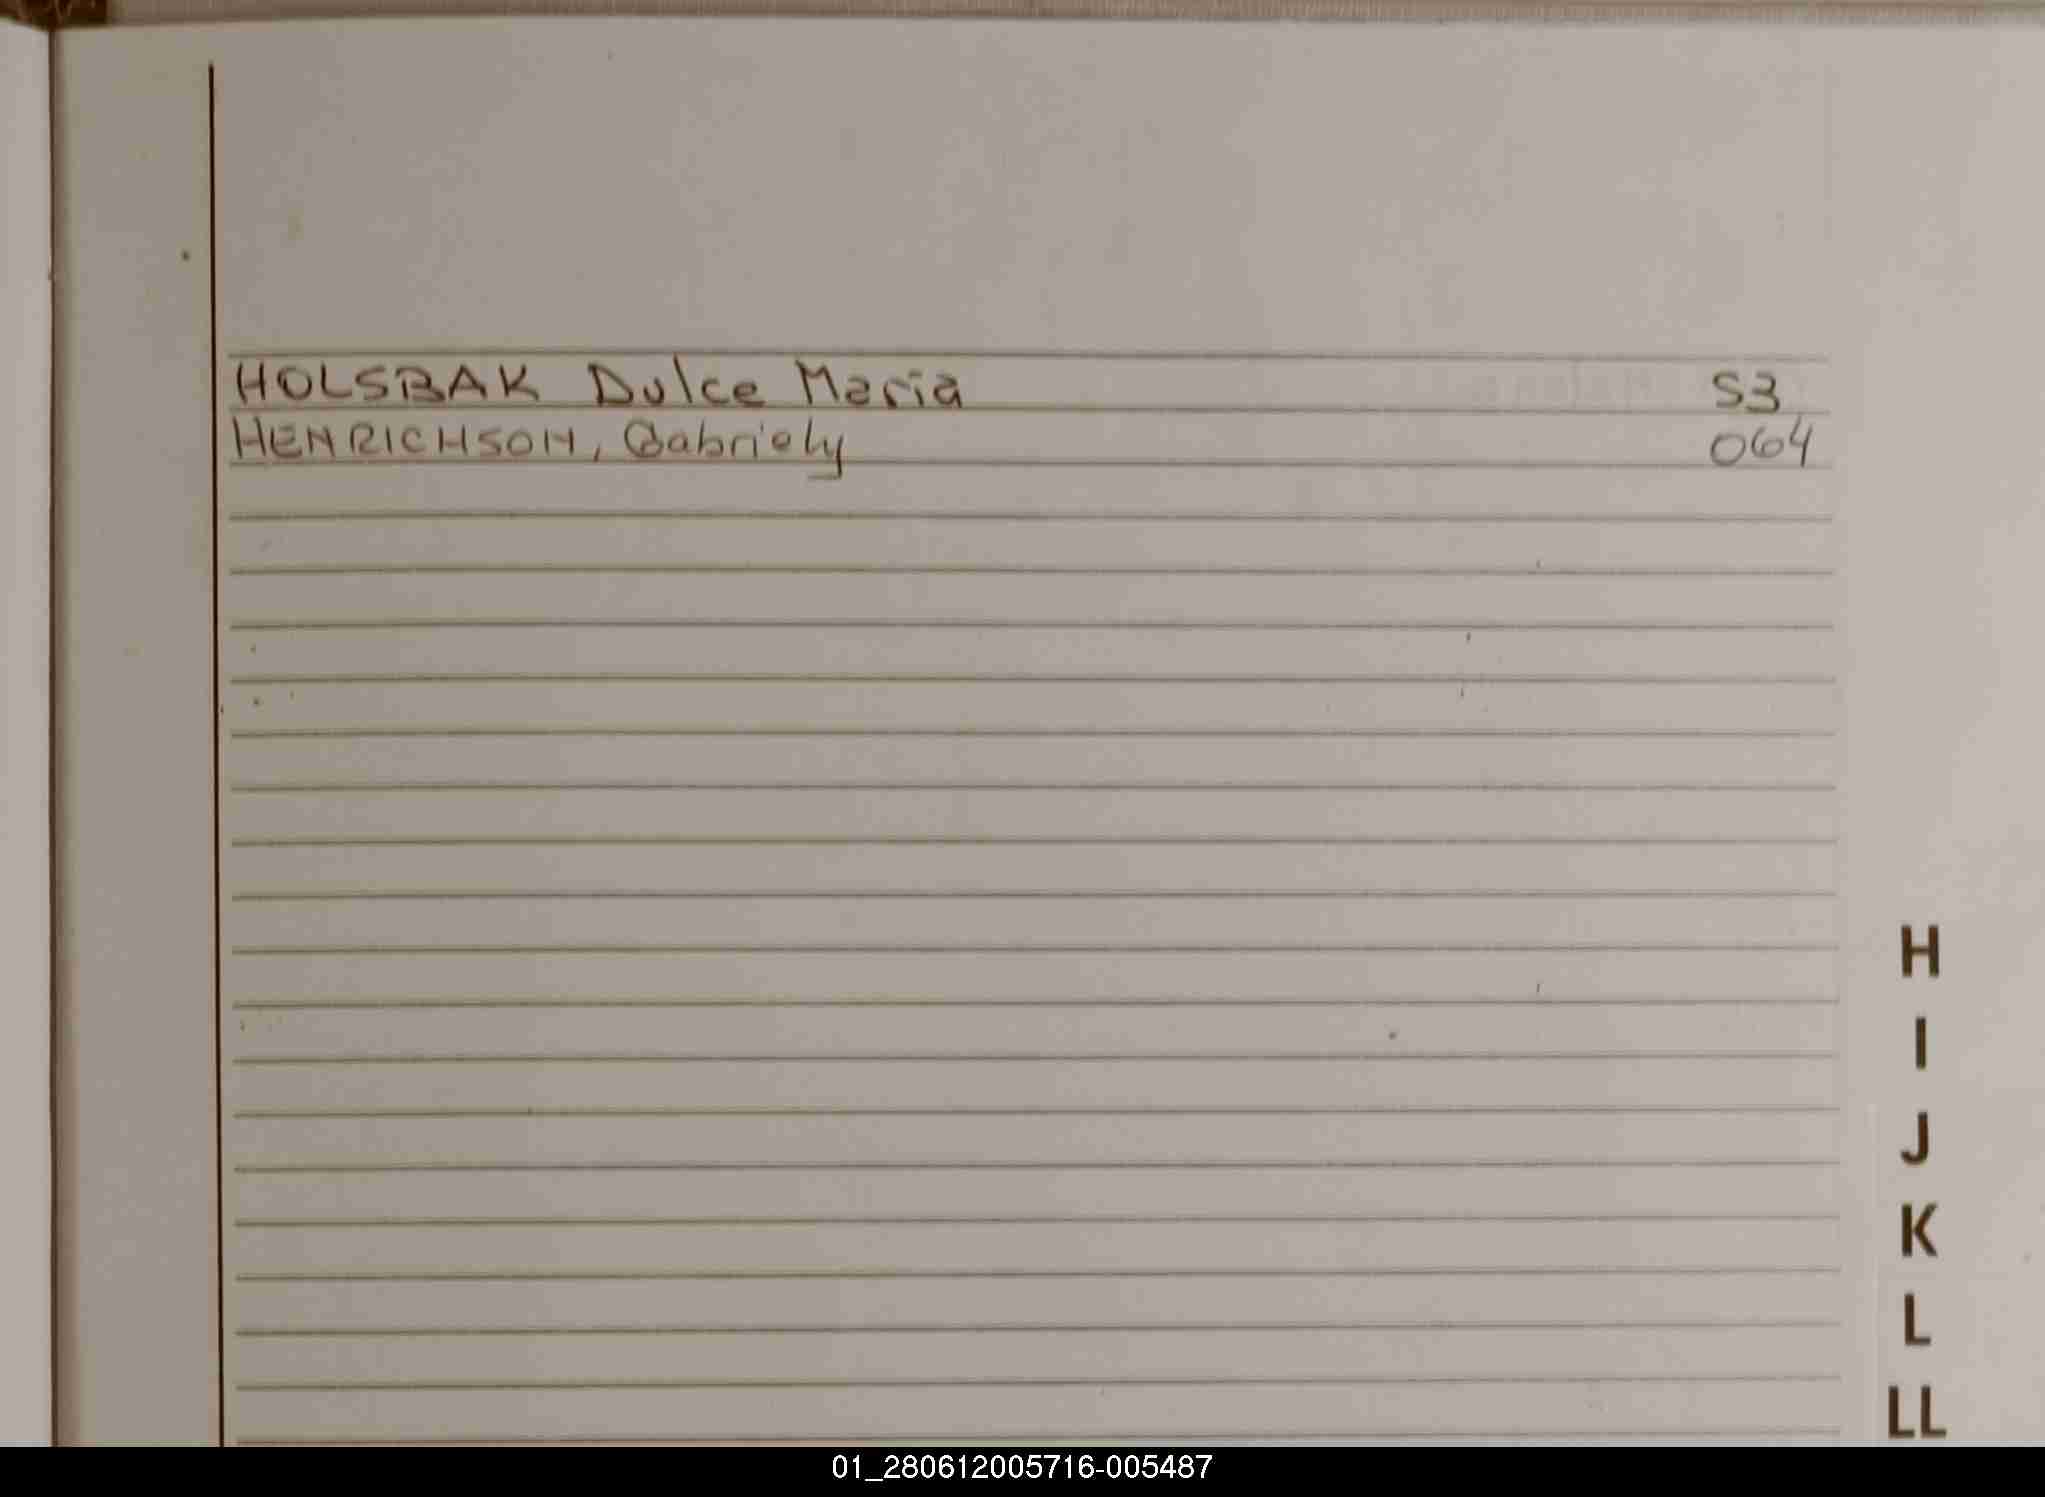 HOLSBAK Dulce Maria 53
HENRICHSON, Gabriely 064
H
I
J
K
L
LL
01_280612005716-005487